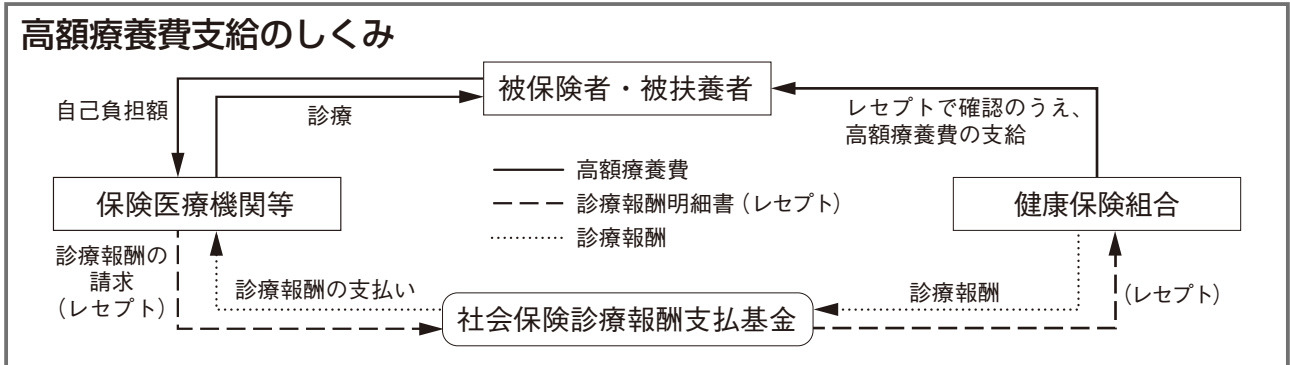 高額療養費支給のしくみ
被保険者・被扶養者
自己負担額
診療
レセプトで確認のうえ、
高額療養費の支給
高額療養費
診療報酬明細書（レセプト）
診療報酬
保険医療機関等
健康保険組合
診療報酬の
請求
（レセプト）
診療報酬の支払い
社会保険診療報酬支払基金
診療報酬
（レセプト）